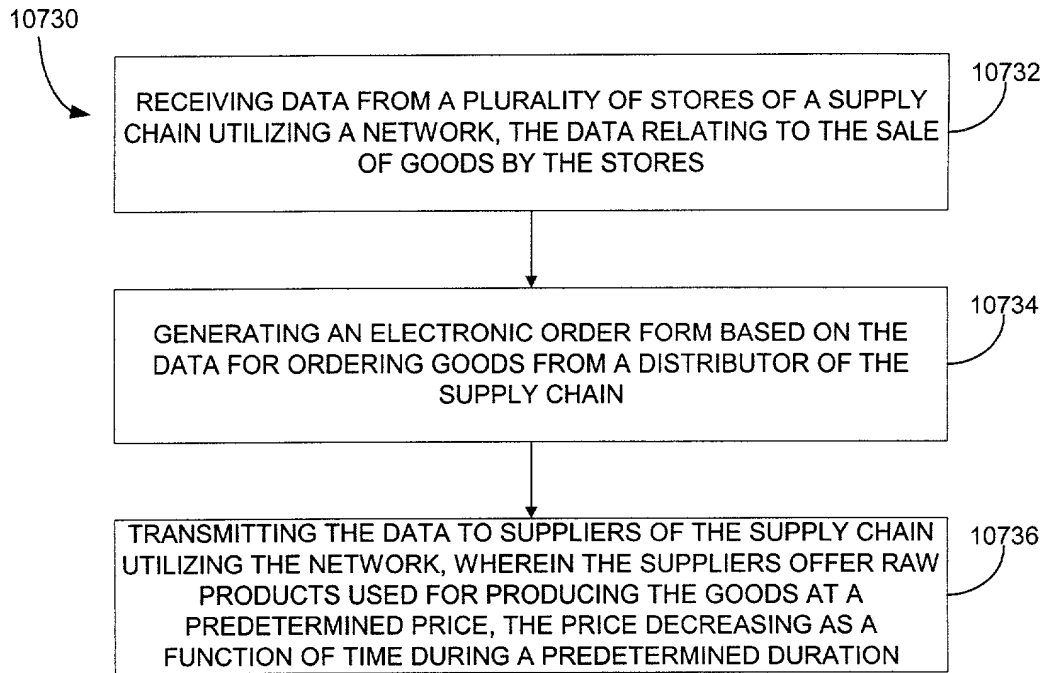 10730
10732
RECEIVING DATA FROM A PLURALITY OF STORES OF A SUPPLY
CHAIN UTILIZING A NETWORK, THE DATA RELATING TO THE SALE
OF GOODS BY THE STORES
10734
GENERATING AN ELECTRONIC ORDER FORM BASED ON THE
DATA FOR ORDERING GOODS FROM A DISTRIBUTOR OF THE
SUPPLY CHAIN
10736
TRANSMITTING THE DATA TO SUPPLIERS OF THE SUPPLY CHAIN
UTILIZING THE NETWORK, WHEREIN THE SUPPLIERS OFFER RAW
PRODUCTS USED FOR PRODUCING THE GOODS AT A
PREDETERMINED PRICE, THE PRICE DECREASING AS A
FUNCTION OF TIME DURING A PREDETERMINED DURATION